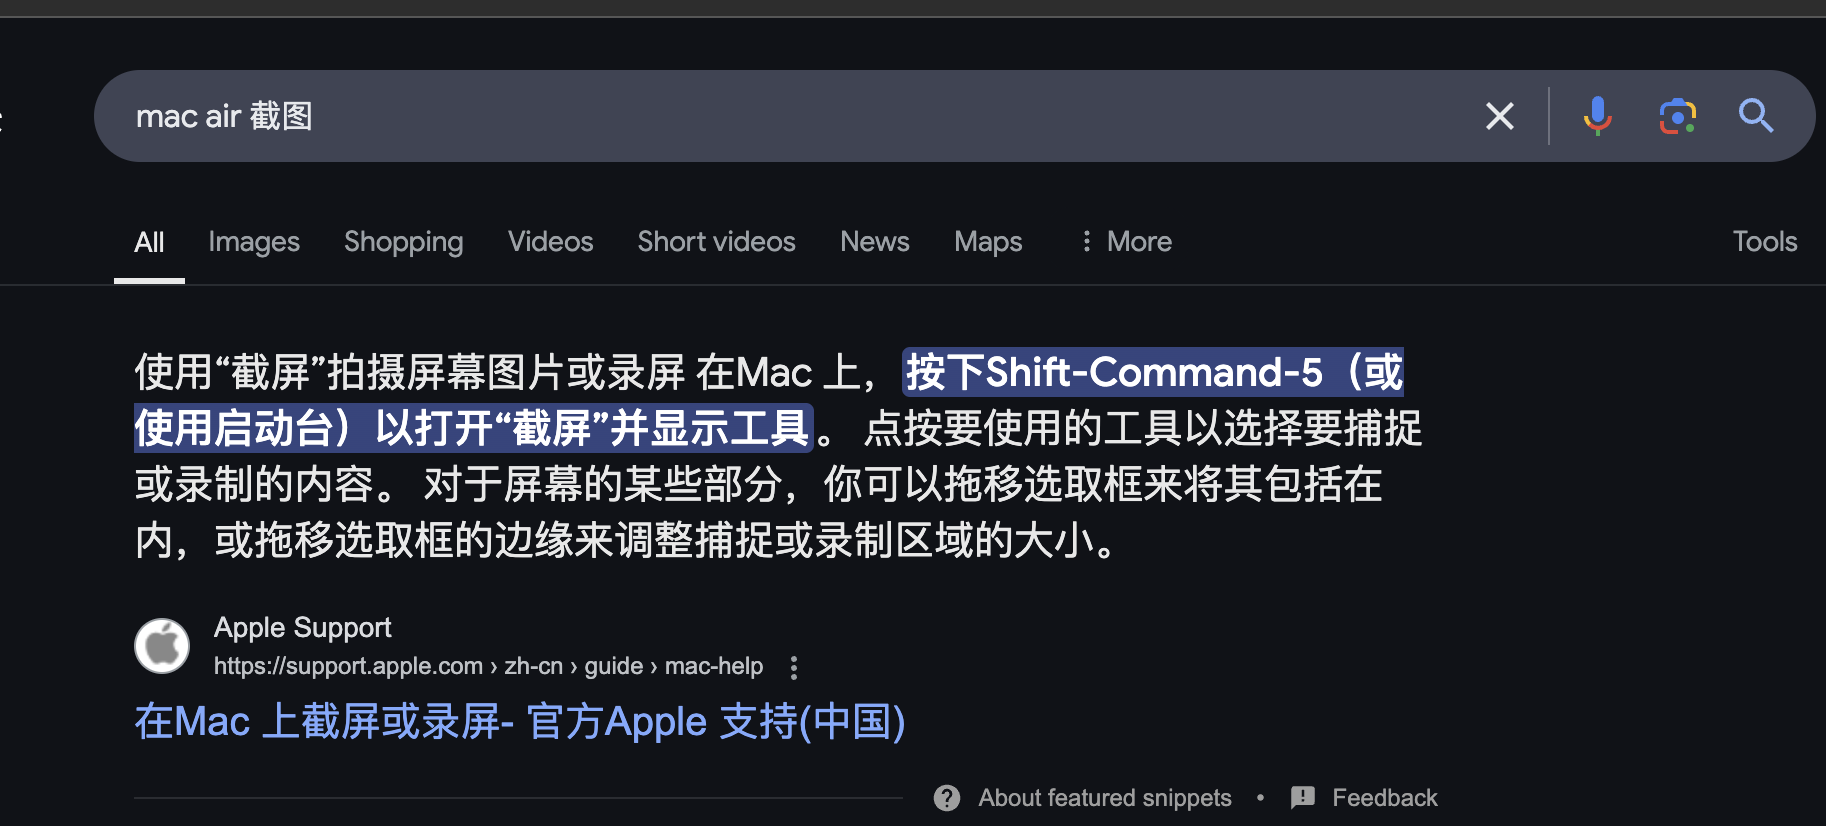 mac air 截图
All Images Shopping Videos Short videos News Maps More Tools
使用“截屏”拍摄屏幕图片或录屏 在Mac 上，按下Shift-Command-5（或
使用启动台）以打开“截屏”并显示工具。 点按要使用的工具以选择要捕捉
或录制的内容。 对于屏幕的某些部分，你可以拖移选取框来将其包括在
内，或拖移选取框的边缘来调整捕捉或录制区域的大小。
Apple Support
https://support.apple.com › zh-cn › guide › mac-help
在Mac 上截屏或录屏- 官方Apple 支持(中国)
About featured snippets • Feedback